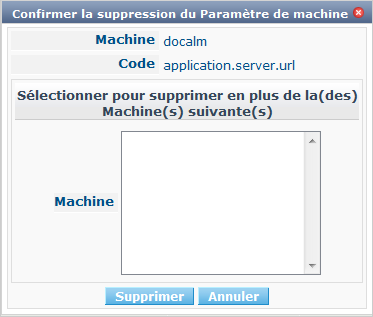 Confirmer la suppression du Paramètre de machine
Machine docalm
Code application.server.url
Sélectionner pour supprimer en plus de la(des)
Machine(s) suivante(s)
Machine
Supprimer Annuler